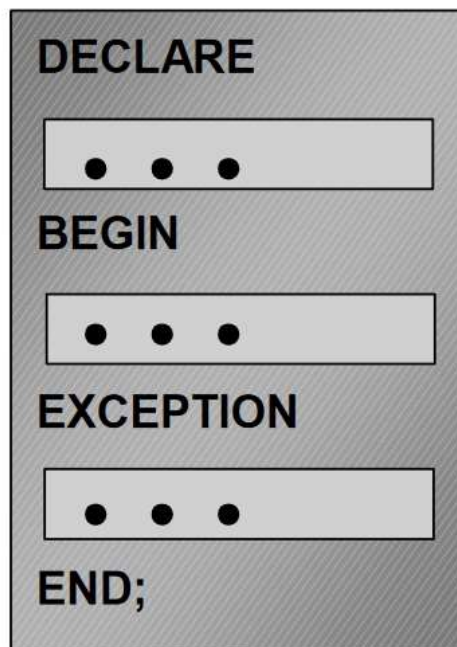 DECLARE
• • •
BEGIN
• • •
EXCEPTION
• • •
END;